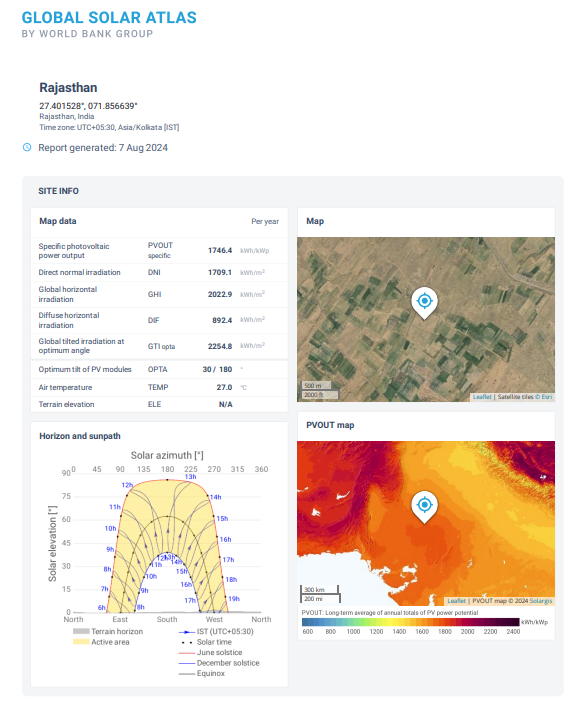 GLOBAL SOLAR ATLAS
BY WORLD BANK GROUP
Rajasthan
27.401528°, 071.856639°
Rajasthan, India
Time zone: UTC+05:30, Asia/Kolkata [IST]
Report generated: 7 Aug 2024
SITE INFO
Map data Per year
Specific photovoltaic power output PVOUT specific 1746.4 kWh/kWp
Direct normal irradiation DNI 1709.1 kWh/m²
Global horizontal irradiation GHI 2022.9 kWh/m²
Diffuse horizontal irradiation DIF 892.4 kWh/m²
Global tilted irradiation at optimum angle GTI opta 2254.8 kWh/m²
Optimum tilt of PV modules OPTA 30 / 180 °
Air temperature TEMP 27.0 °C
Terrain elevation ELE N/A
Map
500 m
2000 ft
Leaflet | Satellite tiles © Esri
Horizon and sunpath
Solar azimuth [°]
0 45 90 135 180 225 270 315 360
Solar elevation [°]
90
75
60
45
30
15
0
12h 13h
11h 14h
10h 15h
9h 16h
8h 17h
7h 18h
6h 19h
12h 13h
11h 14h
10h 15h
9h 16h
8h 17h
North East South West North
Terrain horizon
Active area
IST (UTC+05:30)
Solar time
June solstice
December solstice
Equinox
PVOUT map
300 km
200 mi
Leaflet | PVOUT map © 2024 Solargis
PVOUT: Long-term average of annual totals of PV power potential
kWh/kWp
600 800 1000 1200 1400 1600 1800 2000 2200 2400